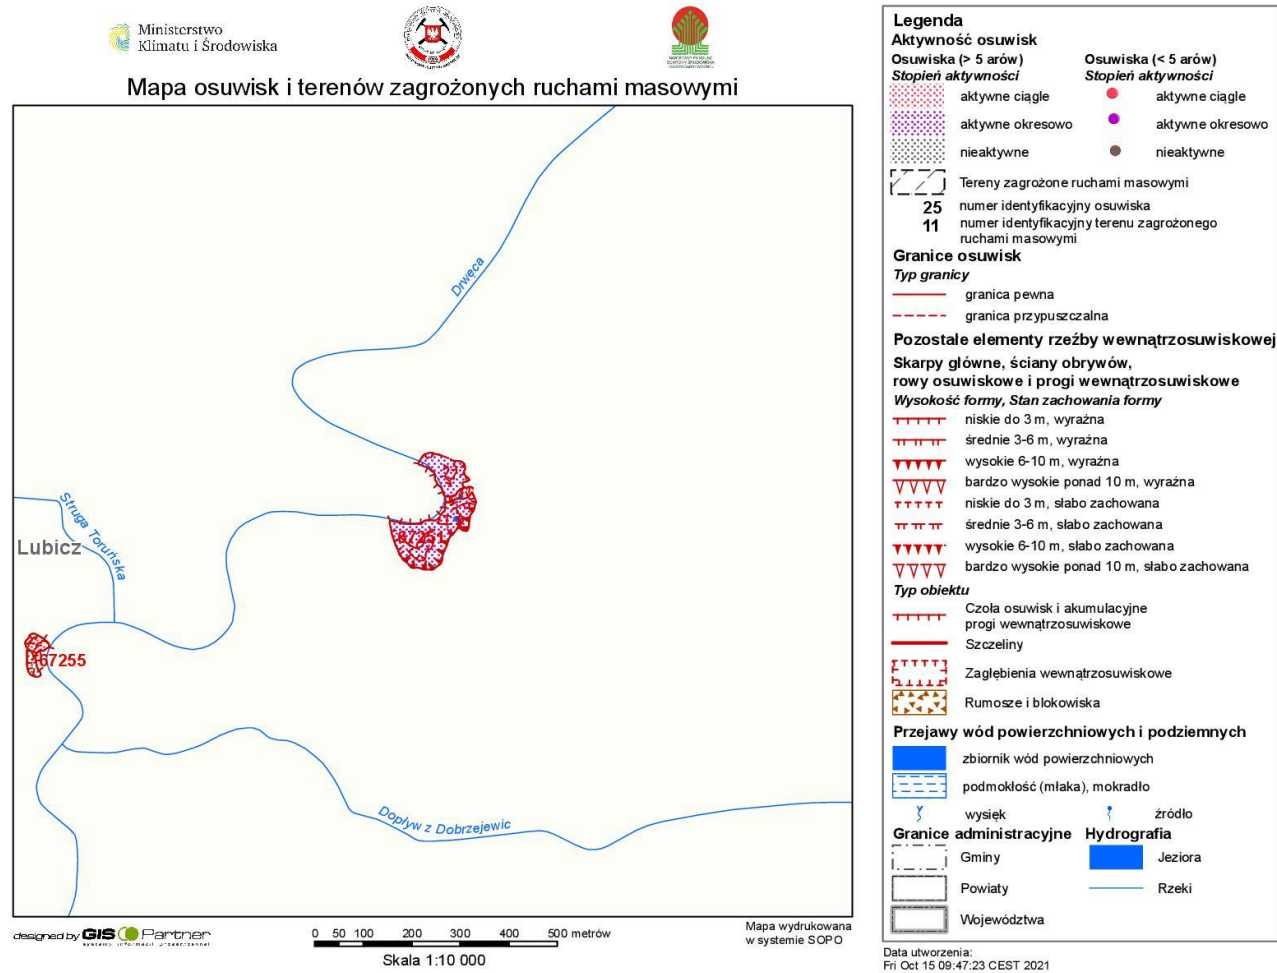 Ministerstwo
Klimatu i Środowiska
Mapa osuwisk i terenów zagrożonych ruchami masowymi
Drwęca
Struga Toruńska
Lubicz
67255
Dopływ z Dobrzejewic
designed by GIS Partner
0 50 100 200 300 400 500 metrów
Skala 1:10 000
Mapa wydrukowana
w systemie SOPO
Legenda
Aktywność osuwisk
Osuwiska (> 5 arów) Osuwiska (< 5 arów)
Stopień aktywności Stopień aktywności
aktywne ciągle aktywne ciągle
aktywne okresowo aktywne okresowo
nieaktywne nieaktywne
Tereny zagrożone ruchami masowymi
25 numer identyfikacyjny osuwiska
11 numer identyfikacyjny terenu zagrożonego
ruchami masowymi
Granice osuwisk
Typ granicy
granica pewna
granica przypuszczalna
Pozostałe elementy rzeźby wewnątrzosuwiskowej
Skarpy główne, ściany obrywów,
rowy osuwiskowe i progi wewnątrzosuwiskowe
Wysokość formy, Stan zachowania formy
niskie do 3 m, wyraźna
średnie 3-6 m, wyraźna
wysokie 6-10 m, wyraźna
bardzo wysokie ponad 10 m, wyraźna
niskie do 3 m, słabo zachowana
średnie 3-6 m, słabo zachowana
wysokie 6-10 m, słabo zachowana
bardzo wysokie ponad 10 m, słabo zachowana
Typ obiektu
Czoła osuwisk i akumulacyjne
progi wewnątrzosuwiskowe
Szczeliny
Zagłębienia wewnątrzosuwiskowe
Rumosze i blokowiska
Przejawy wód powierzchniowych i podziemnych
zbiornik wód powierzchniowych
podmokłość (młaka), mokradło
wysięk źródło
Granice administracyjne Hydrografia
Gminy Jeziora
Powiaty Rzeki
Województwa
Data utworzenia:
Fri Oct 15 09:47:23 CEST 2021